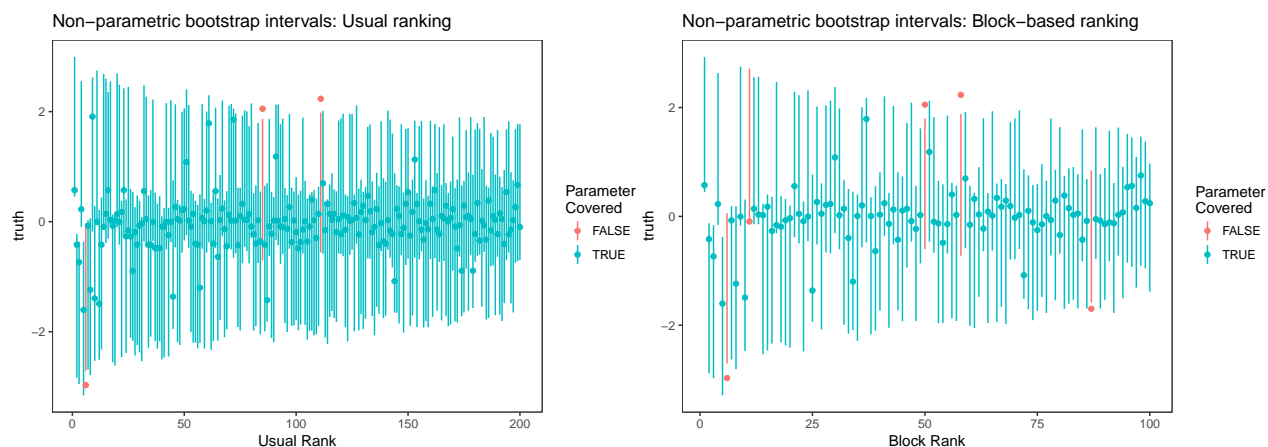 Non−parametric bootstrap intervals: Usual ranking
2
0
−2
truth
0
50
100
150
200
Usual Rank
Parameter
Covered
FALSE
TRUE
Non−parametric bootstrap intervals: Block−based ranking
2
0
−2
truth
0
25
50
75
100
Block Rank
Parameter
Covered
FALSE
TRUE